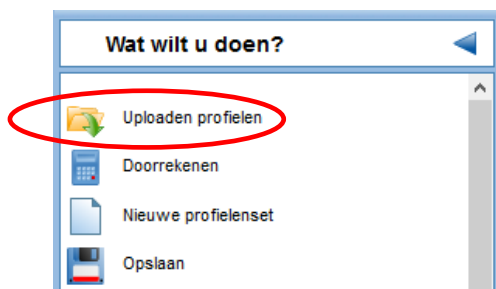 Wat wilt u doen?
Uploaden profielen
Doorrekenen
Nieuwe profielenset
Opslaan